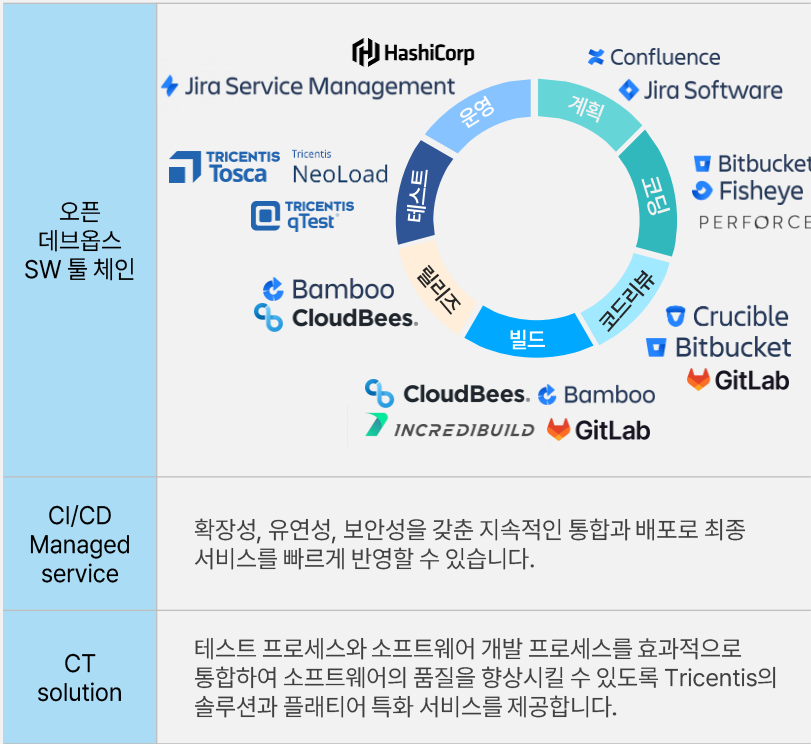 HashiCorp
Confluence
Jira Service Management
Jira Software
운영
계획
TRICENTIS
Tosca
Tricentis
NeoLoad
TRICENTIS
qTest
테스트
코딩
Bitbucket
Fisheye
PERFORCE
오픈
데브옵스
SW 툴 체인
릴리즈
코드리뷰
Bamboo
CloudBees.
빌드
Crucible
Bitbucket
GitLab
CloudBees.
Bamboo
INCREDIBUILD
GitLab
CI/CD
Managed
service
확장성, 유연성, 보안성을 갖춘 지속적인 통합과 배포로 최종
서비스를 빠르게 반영할 수 있습니다.
CT
solution
테스트 프로세스와 소프트웨어 개발 프로세스를 효과적으로
통합하여 소프트웨어의 품질을 향상시킬 수 있도록 Tricentis의
솔루션과 플래티어 특화 서비스를 제공합니다.